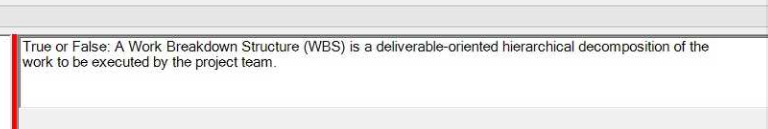 True or False: A Work Breakdown Structure (WBS) is a deliverable-oriented hierarchical decomposition of the
work to be executed by the project team.